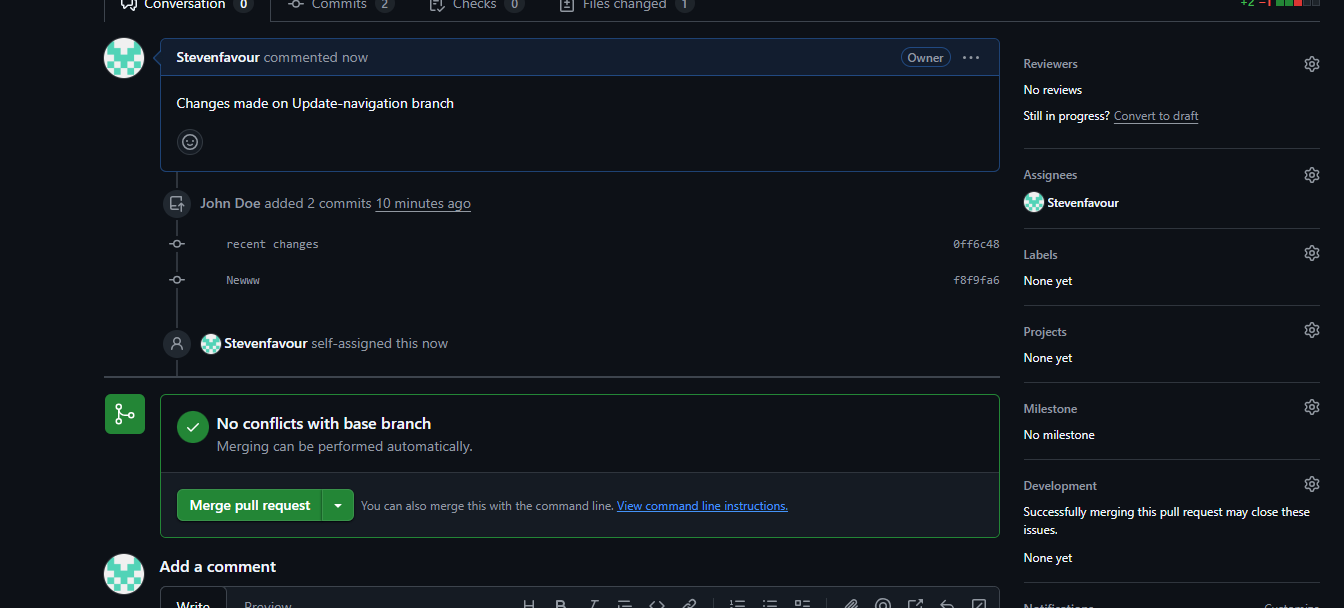 Conversation 0
Commits 2
Checks 0
Files changed 1
+2 −1
Stevenfavour commented now
Owner
Changes made on Update-navigation branch
John Doe added 2 commits 10 minutes ago
recent changes 0ff6c48
Newww f8f9fa6
Stevenfavour self-assigned this now
No conflicts with base branch
Merging can be performed automatically.
Merge pull request
You can also merge this with the command line. View command line instructions.
Add a comment
Write
Preview
Reviewers
No reviews
Still in progress? Convert to draft
Assignees
Stevenfavour
Labels
None yet
Projects
None yet
Milestone
No milestone
Development
Successfully merging this pull request may close these
issues.
None yet
Notifications
Customize